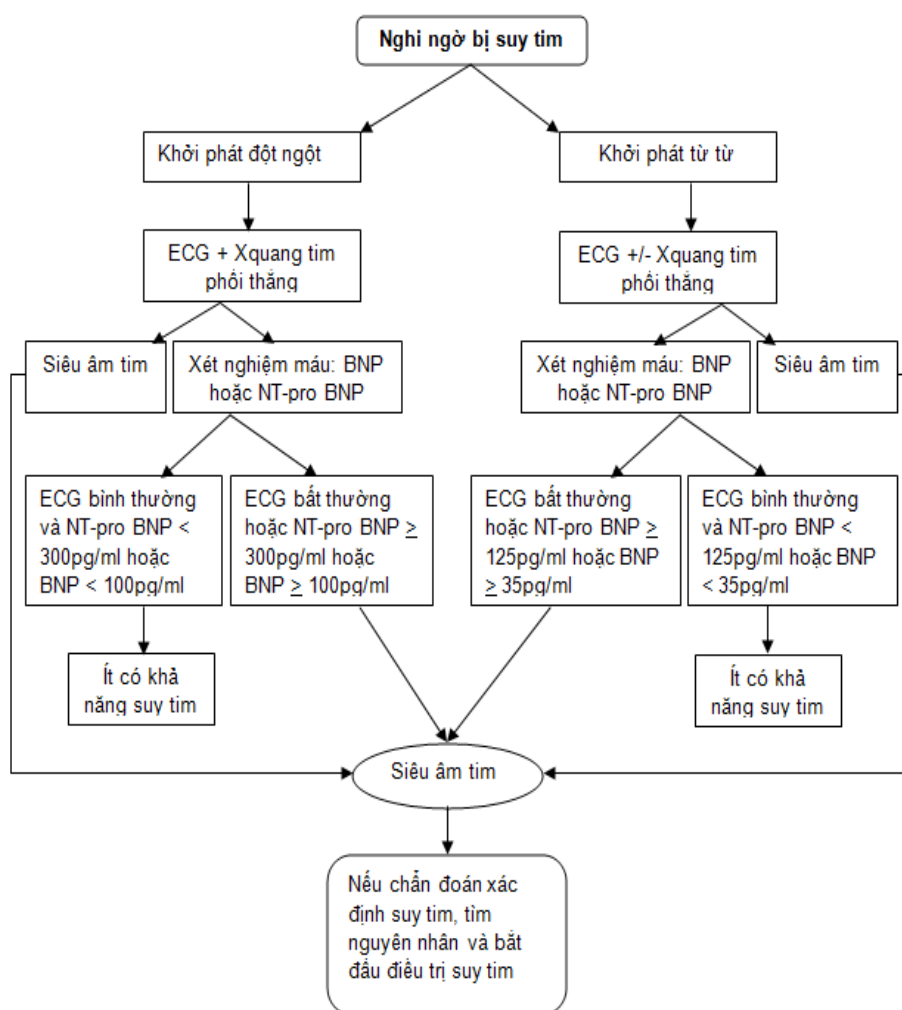 Nghi ngờ bị suy tim
Khởi phát đột ngột
Khởi phát từ từ
ECG + Xquang tim
phổi thẳng
ECG +/- Xquang tim
phổi thẳng
Siêu âm tim
Xét nghiệm máu: BNP
hoặc NT-pro BNP
Xét nghiệm máu: BNP
hoặc NT-pro BNP
Siêu âm tim
ECG bình thường
và NT-pro BNP <
300pg/ml hoặc
BNP < 100pg/ml
ECG bất thường
hoặc NT-pro BNP ≥
300pg/ml hoặc
BNP ≥ 100pg/ml
ECG bất thường
hoặc NT-pro BNP ≥
125pg/ml hoặc BNP
≥ 35pg/ml
ECG bình thường
và NT-pro BNP <
125pg/ml hoặc BNP
< 35pg/ml
Ít có khả
năng suy tim
Ít có khả
năng suy tim
Siêu âm tim
Nếu chẩn đoán xác
định suy tim, tìm
nguyên nhân và bắt
đầu điều trị suy tim